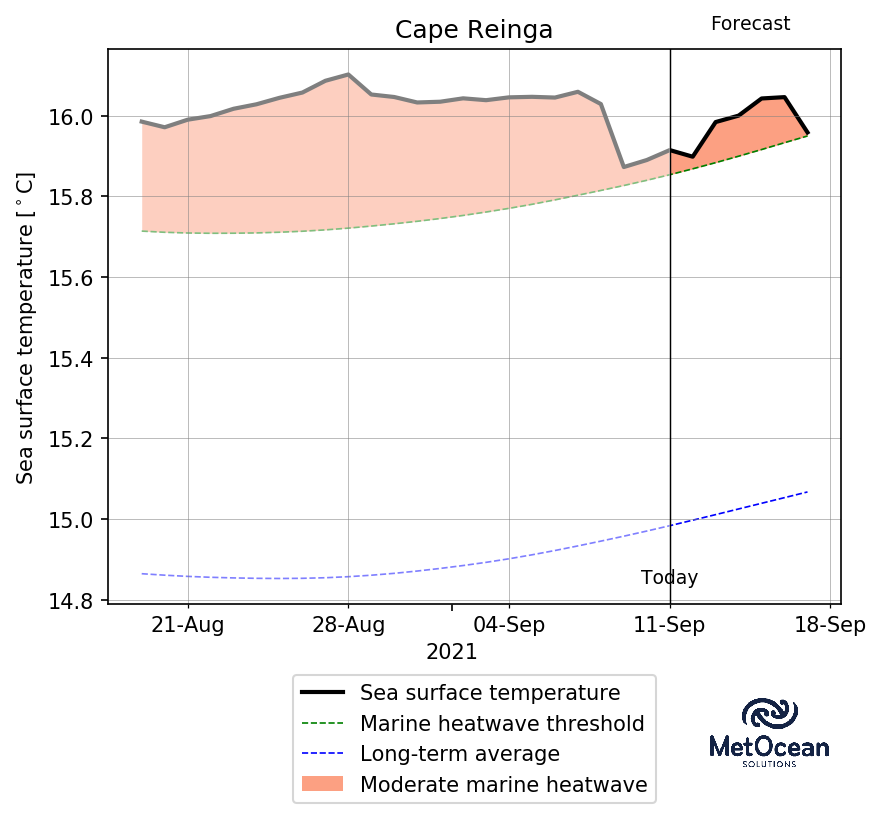 Cape Reinga
Forecast
Sea surface temperature [°C]
16.0
15.8
15.6
15.4
15.2
15.0
14.8
Today
21-Aug 28-Aug 04-Sep 11-Sep 18-Sep
2021
Sea surface temperature
Marine heatwave threshold
Long-term average
Moderate marine heatwave
MetOcean
SOLUTIONS